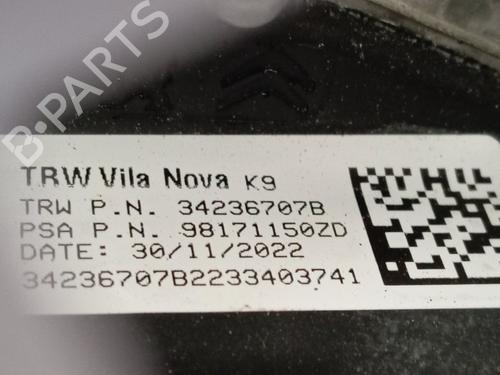 B-PARTS
TRW Vila Nova K9
TRW P.N. 34236707B
PSA P.N. 98171150ZD
DATE: 30/11/2022
34236707B2233403741